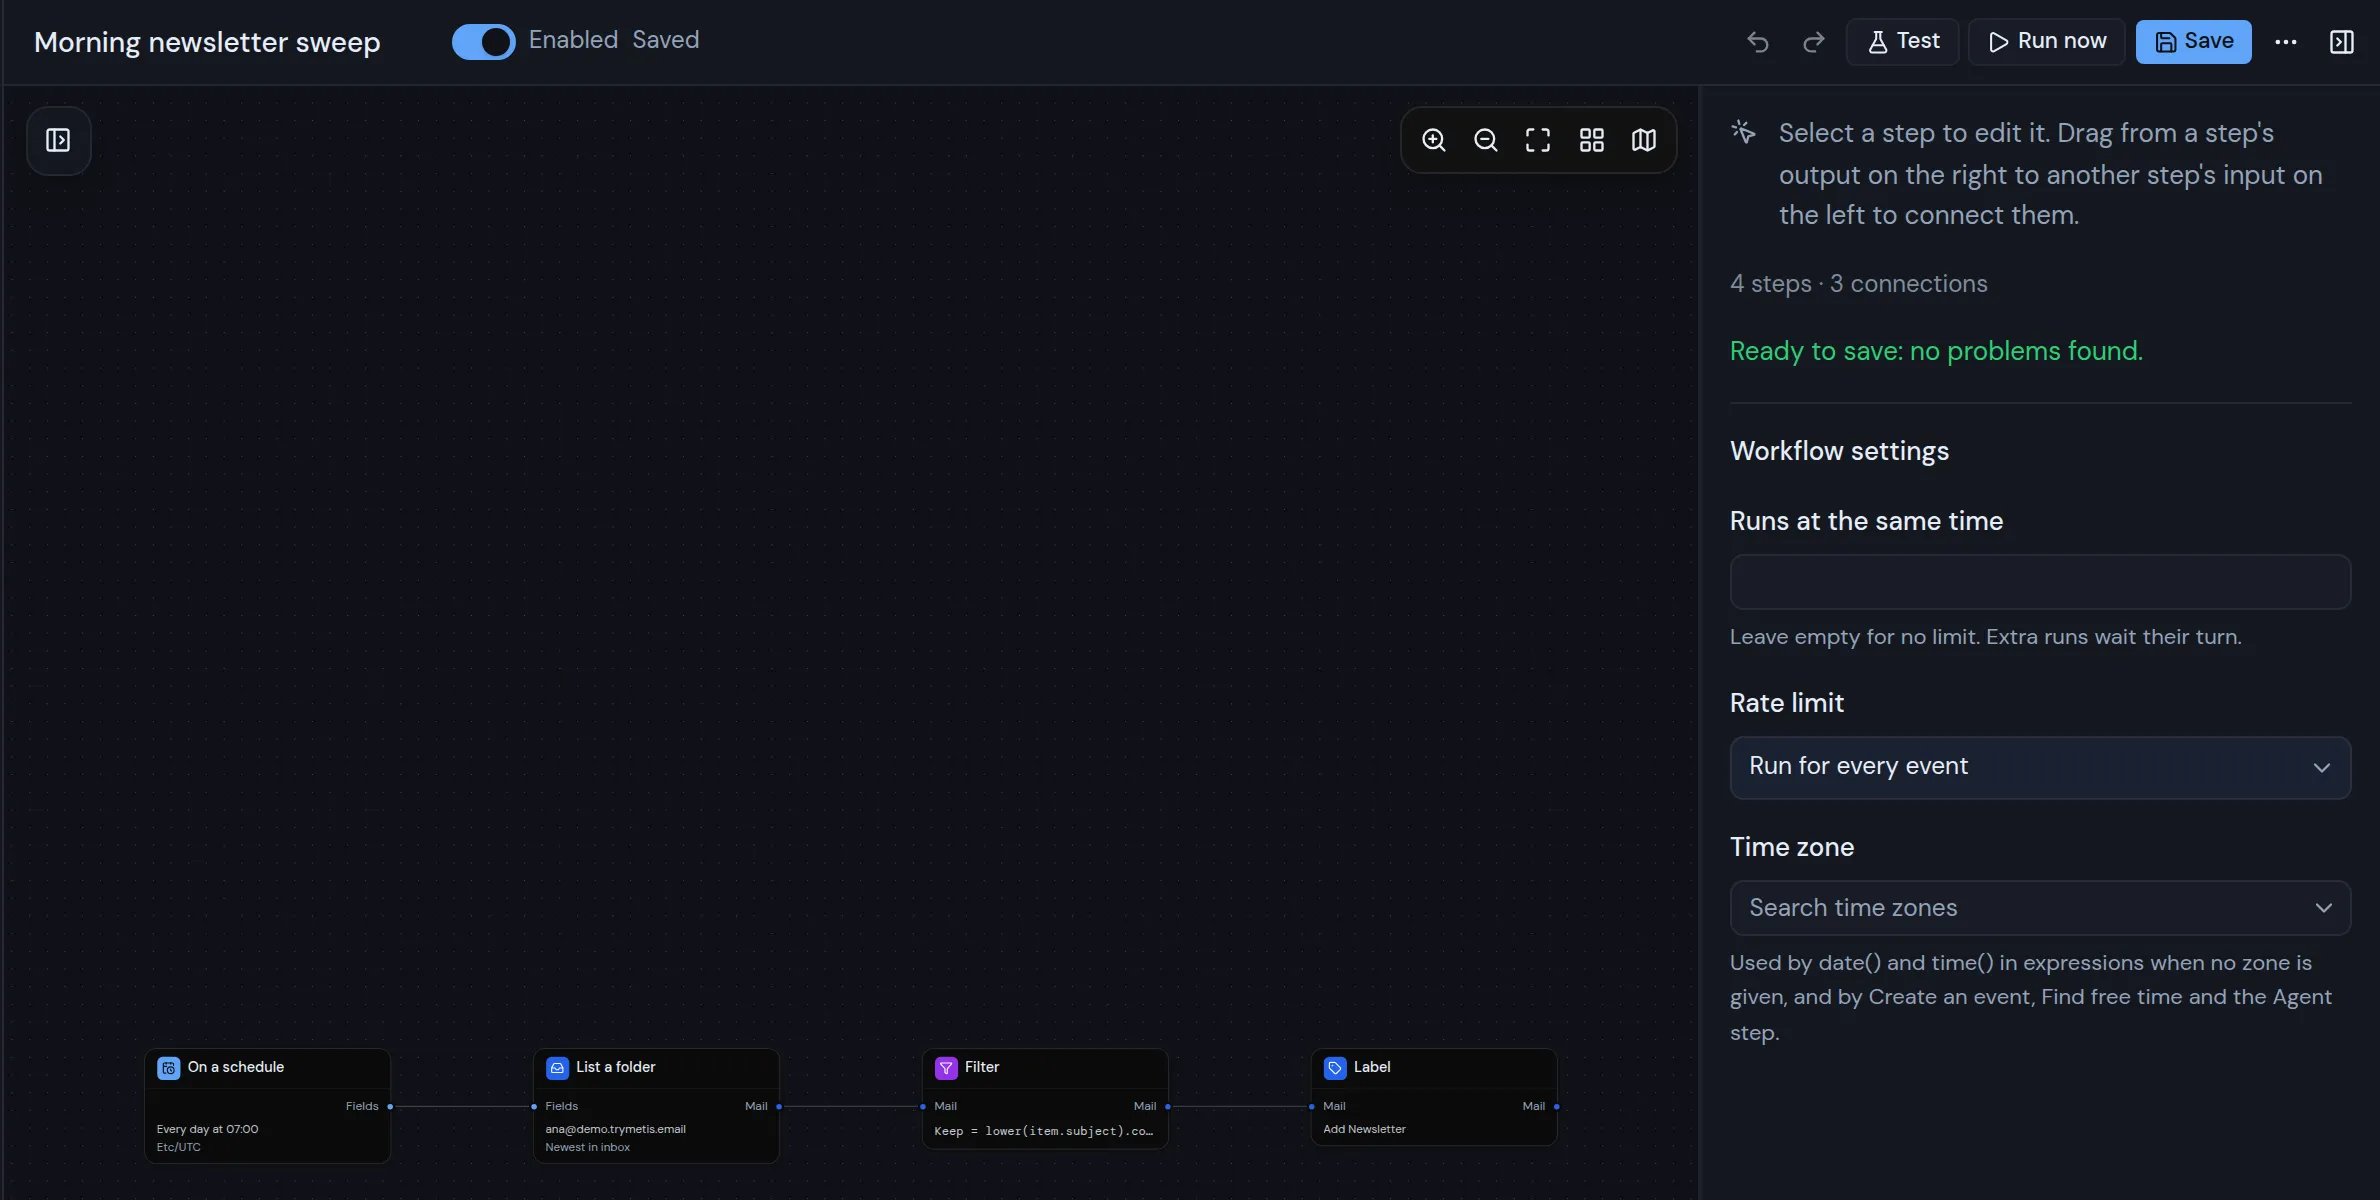 Morning newsletter sweep
Enabled Saved
Test
Run now
Save
Select a step to edit it. Drag from a step's
output on the right to another step's input on
the left to connect them.
4 steps · 3 connections
Ready to save: no problems found.
Workflow settings
Runs at the same time
Leave empty for no limit. Extra runs wait their turn.
Rate limit
Run for every event
Time zone
Search time zones
Used by date() and time() in expressions when no zone is
given, and by Create an event, Find free time and the Agent
step.
On a schedule
Fields
Every day at 07:00
Etc/UTC
List a folder
Fields Mail
ana@demo.trymetis.email
Newest in inbox
Filter
Mail Mail
Keep = lower(item.subject).co…
Label
Mail Mail
Add Newsletter